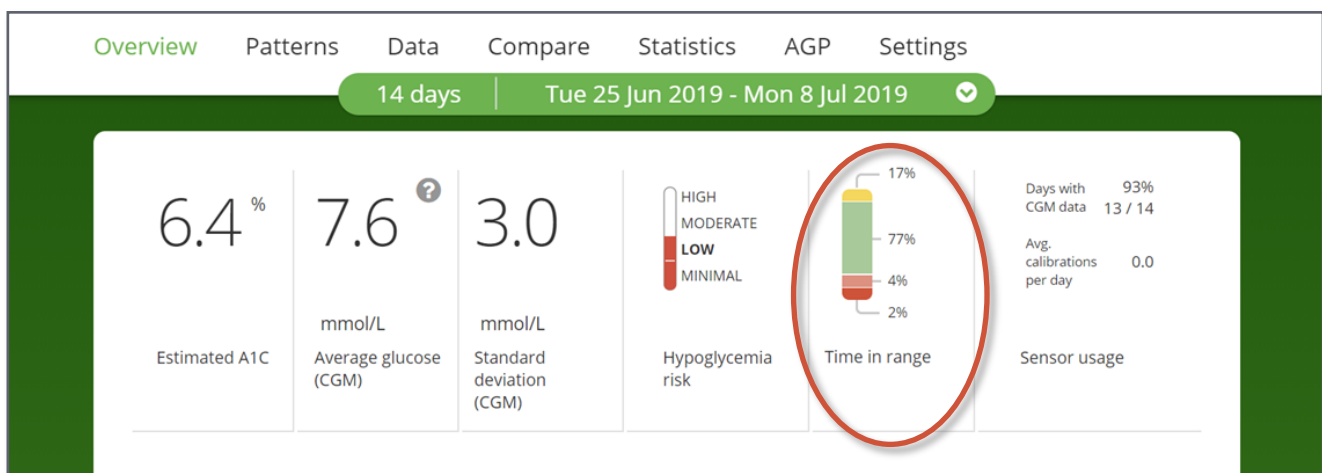 Overview Patterns Data Compare Statistics AGP Settings
14 days Tue 25 Jun 2019 - Mon 8 Jul 2019
6.4 %
Estimated A1C
7.6 ?
mmol/L
Average glucose
(CGM)
3.0
mmol/L
Standard
deviation
(CGM)
HIGH
MODERATE
LOW
MINIMAL
Hypoglycemia
risk
17%
77%
4%
2%
Time in range
Days with 93%
CGM data 13 / 14
Avg.
calibrations 0.0
per day
Sensor usage